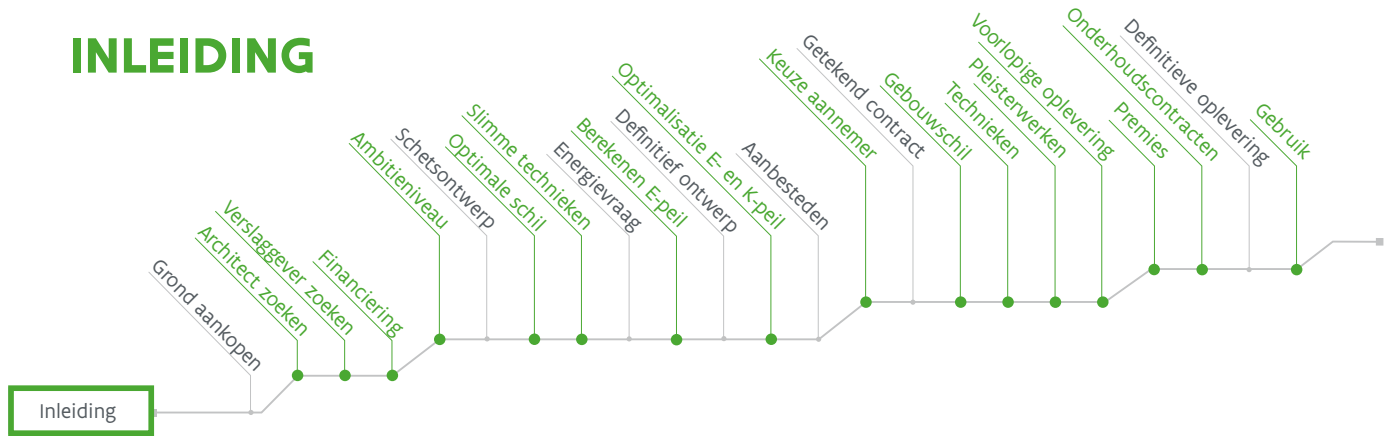 INLEIDING
Inleiding
Grond aankopen
Architect zoeken
Verslaggever zoeken
Financiering
Ambitieniveau
Schetsontwerp
Optimale schil
Slimme technieken
Energievraag
Berekenen E-peil
Definitief ontwerp
Optimalisatie E- en K-peil
Aanbesteden
Keuze aannemer
Getekend contract
Gebouwschil
Technieken
Pleisterwerken
Voorlopige oplevering
Premies
Onderhoudscontracten
Definitieve oplevering
Gebruik